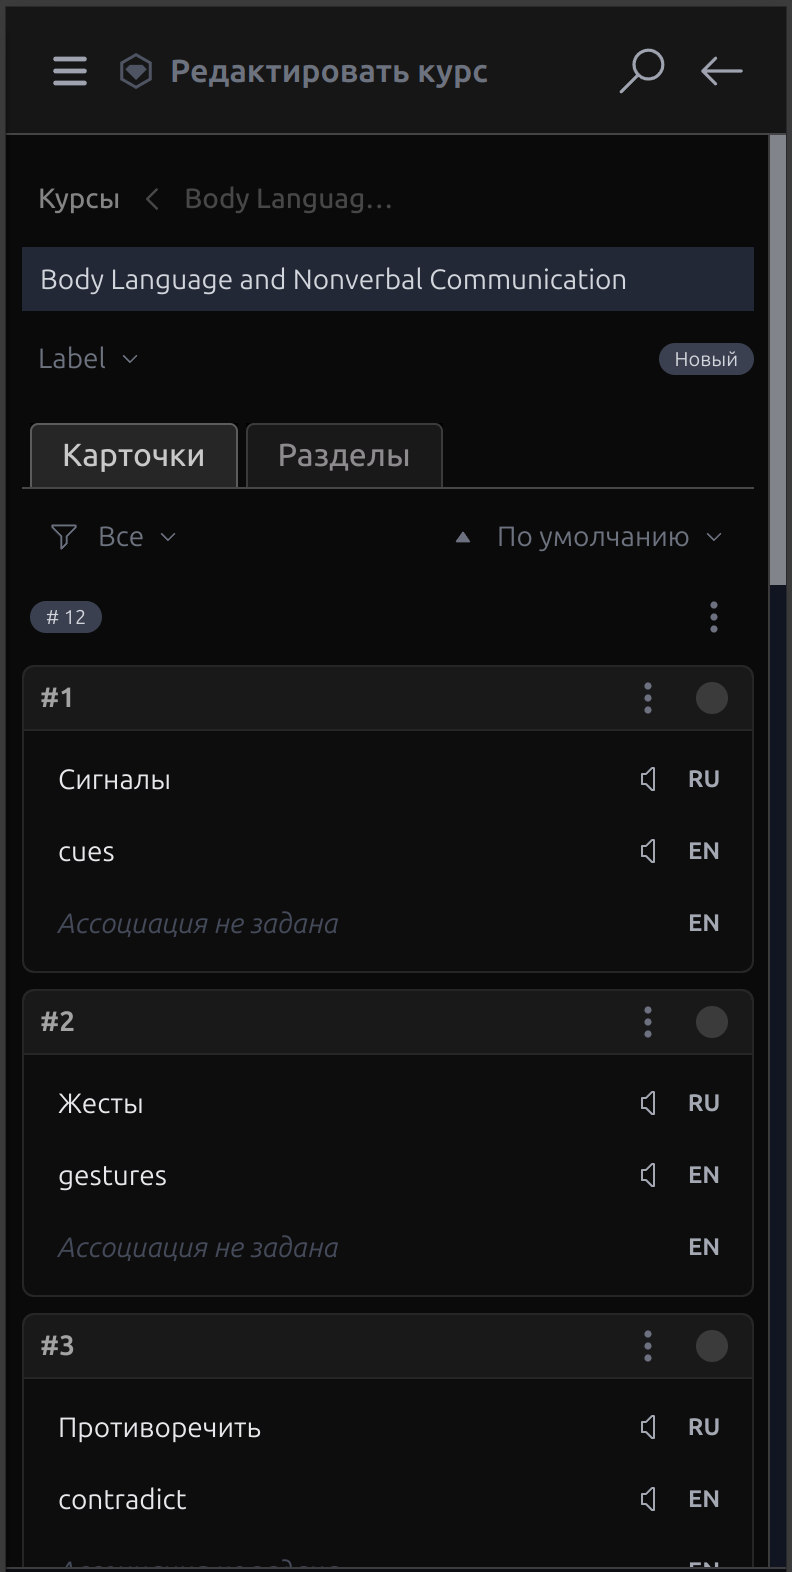 Редактировать курс
Курсы Body Languag...
Body Language and Nonverbal Communication
Label Новый
Карточки Разделы
Все По умолчанию
# 12
#1
Сигналы RU
cues EN
Ассоциация не задана EN
#2
Жесты RU
gestures EN
Ассоциация не задана EN
#3
Противоречить RU
contradict EN